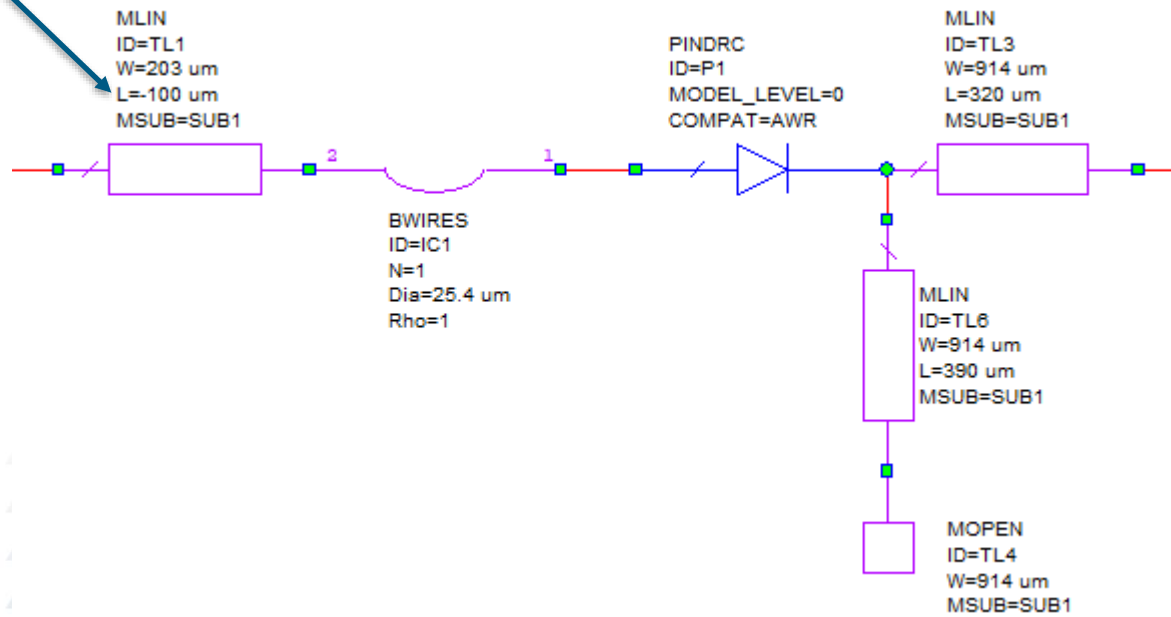 MLIN
ID=TL1
W=203 um
L=-100 um
MSUB=SUB1
2
1
BWIRES
ID=IC1
N=1
Dia=25.4 um
Rho=1
PINDRC
ID=P1
MODEL_LEVEL=0
COMPAT=AWR
MLIN
ID=TL3
W=914 um
L=320 um
MSUB=SUB1
MLIN
ID=TL6
W=914 um
L=390 um
MSUB=SUB1
MOPEN
ID=TL4
W=914 um
MSUB=SUB1